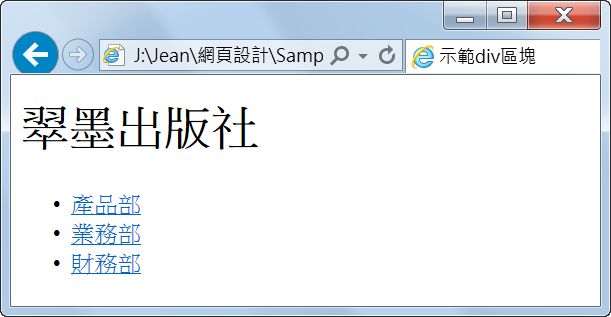 J:\Jean\網頁設計\Samp
示範div區塊
翠墨出版社
• 產品部
• 業務部
• 財務部